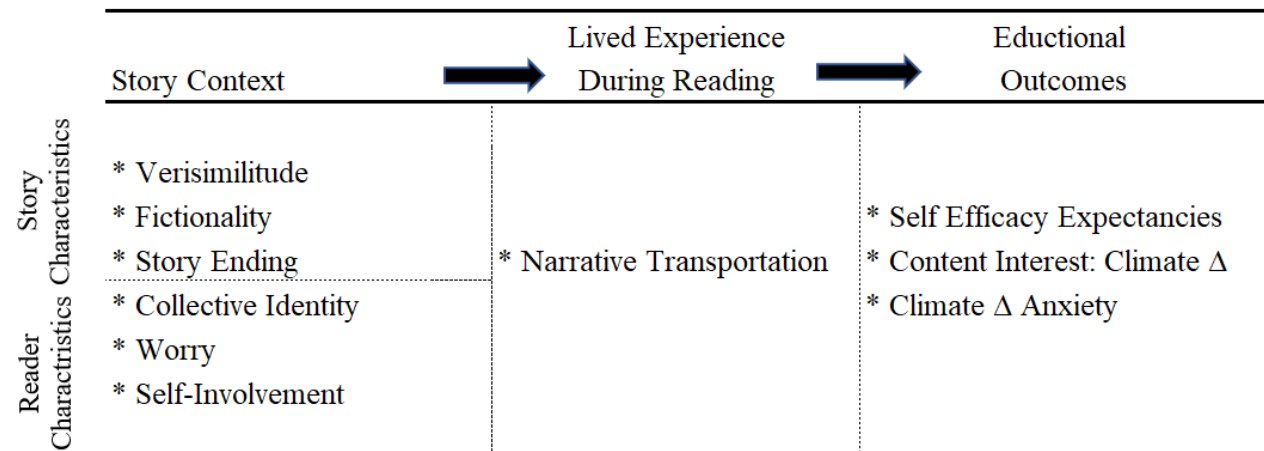 Story Context
Lived Experience
During Reading
Eductional
Outcomes
Story
Characteristics
* Verisimilitude
* Fictionality
* Story Ending
Reader
Charactristics
* Collective Identity
* Worry
* Self-Involvement
* Narrative Transportation
* Self Efficacy Expectancies
* Content Interest: Climate Δ
* Climate Δ Anxiety